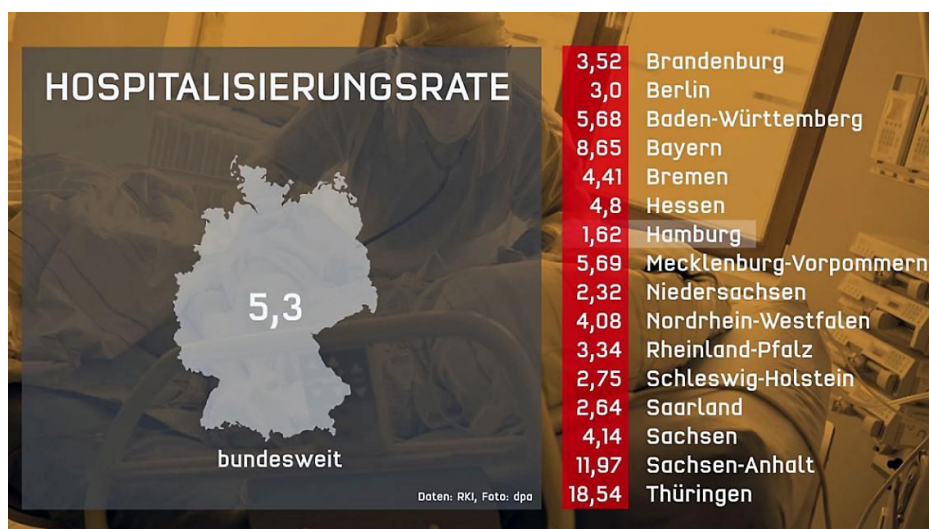 HOSPITALISIERUNGSRATE
5,3
bundesweit
Daten: RKI, Foto: dpa
3,52 Brandenburg
3,0 Berlin
5,68 Baden-Württemberg
8,65 Bayern
4,41 Bremen
4,8 Hessen
1,62 Hamburg
5,69 Mecklenburg-Vorpommern
2,32 Niedersachsen
4,08 Nordrhein-Westfalen
3,34 Rheinland-Pfalz
2,75 Schleswig-Holstein
2,64 Saarland
4,14 Sachsen
11,97 Sachsen-Anhalt
18,54 Thüringen